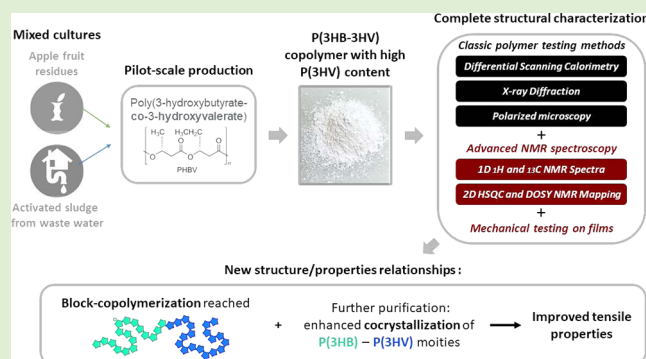 Mixed cultures
Apple fruit
residues
Activated sludge
from waste water
Pilot-scale production
Poly(3-hydroxybutyrate-
co-3-hydroxyvalerate)
H₃C H₃CH₂C
O O
O O n
PHBV
P(3HB-3HV)
copolymer with high
P(3HV) content
Complete structural characterization
Classic polymer testing methods
Differential Scanning Calorimetry
X-ray Diffraction
Polarized microscopy
+
Advanced NMR spectroscopy
1D 1H and 13C NMR Spectra
2D HSQC and DOSY NMR Mapping
+
Mechanical testing on films
New structure/properties relationships :
Block-copolymerization reached
+
Further purification:
enhanced cocrystallization of
P(3HB) – P(3HV) moities
Improved tensile
properties